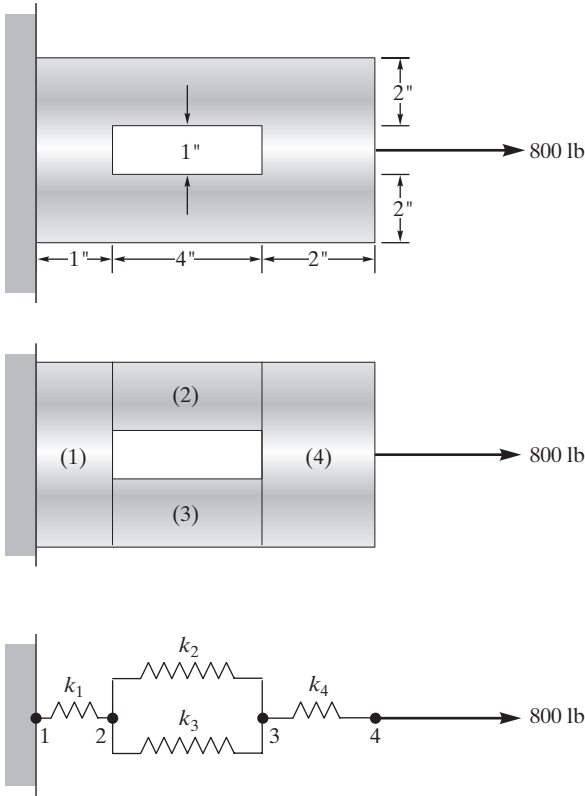 2"
1"
800 lb
2"
1" 4" 2"
(2)
(1) (4)
800 lb
(3)
k₂
k₁ k₄
800 lb
1 2 k₃ 3 4